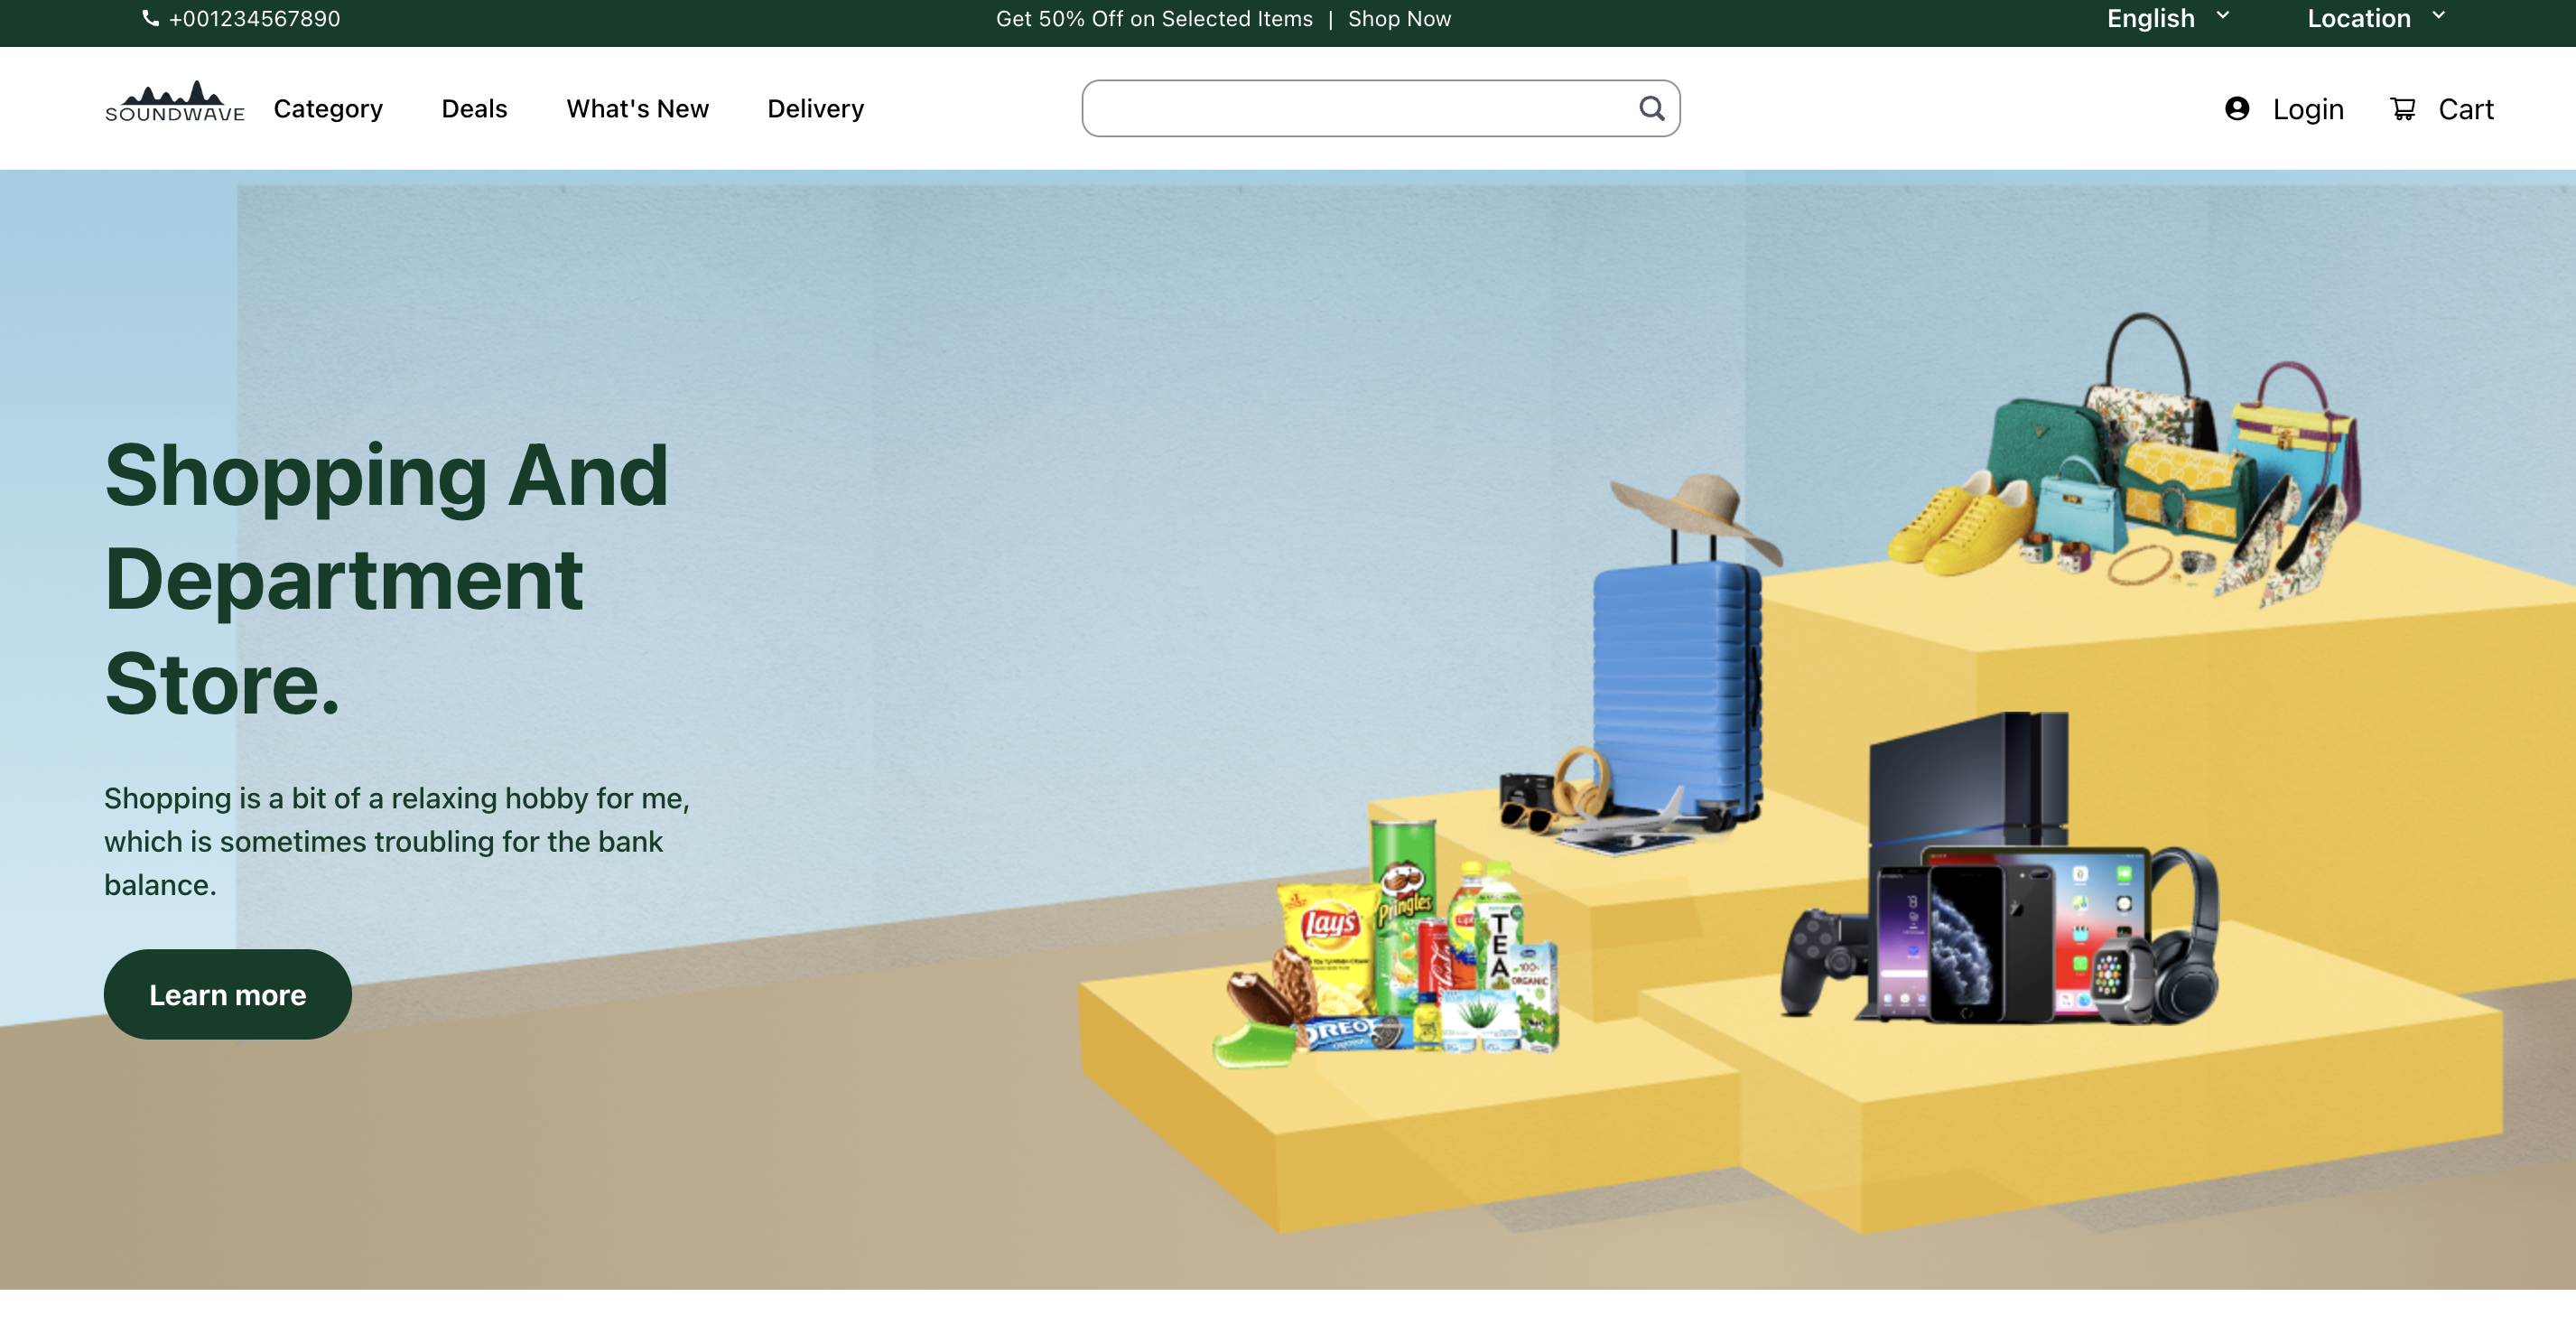 +001234567890
Get 50% Off on Selected Items | Shop Now
English
Location
SOUNDWAVE
Category
Deals
What's New
Delivery
Login
Cart
Shopping And
Department
Store.
Shopping is a bit of a relaxing hobby for me,
which is sometimes troubling for the bank
balance.
Learn more
Lay's
Pringles
TEA
100%
ORGANIC
OREO